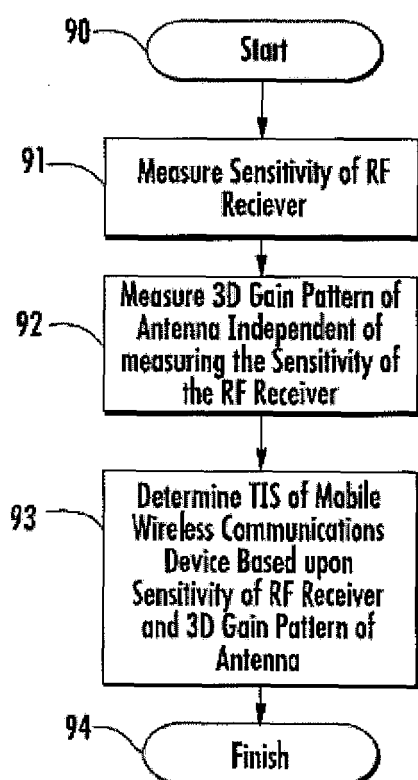 90
Start
91
Measure Sensitivity of RF
Reciever
92
Measure 3D Gain Pattern of
Antenna Independent of
measuring the Sensitivity of
the RF Receiver
93
Determine TIS of Mobile
Wireless Communications
Device Based upon
Sensitivity of RF Receiver
and 3D Gain Pattern of
Antenna
94
Finish